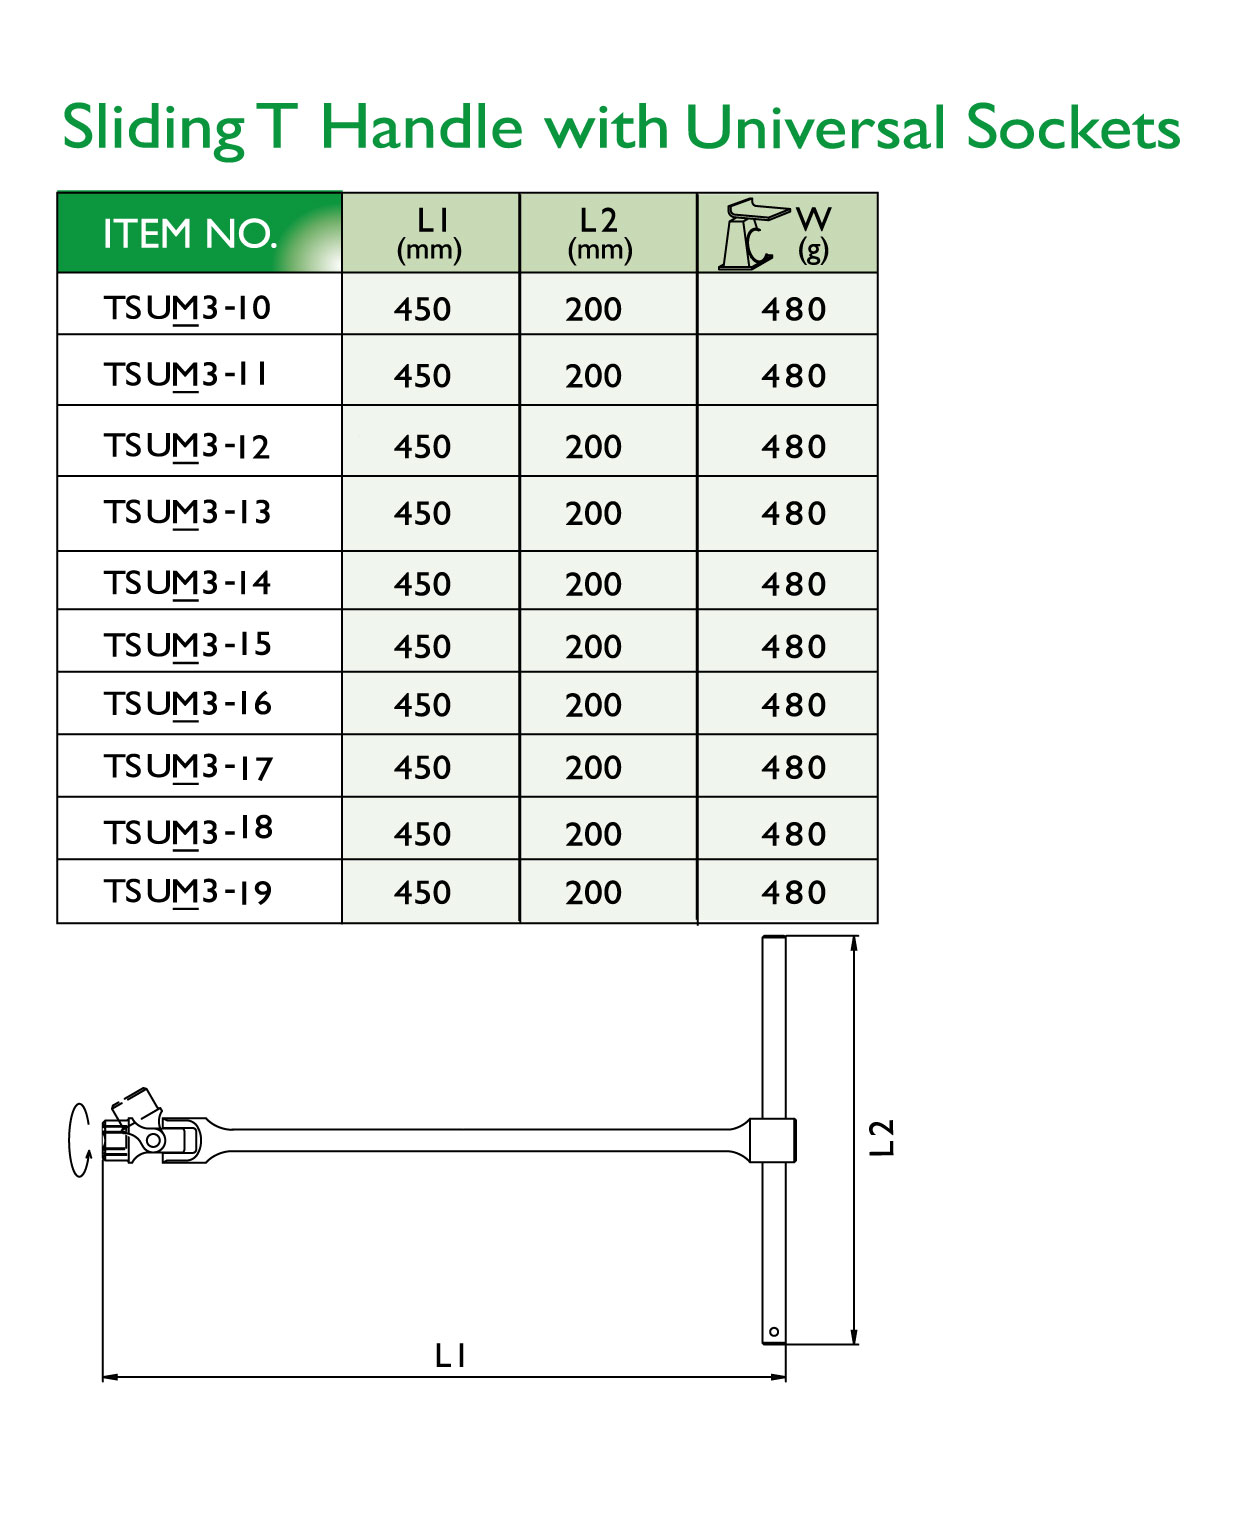 Sliding T Handle with Universal Sockets
ITEM NO. L1 (mm) L2 (mm) W (g)
TSUM3-10 450 200 480
TSUM3-11 450 200 480
TSUM3-12 450 200 480
TSUM3-13 450 200 480
TSUM3-14 450 200 480
TSUM3-15 450 200 480
TSUM3-16 450 200 480
TSUM3-17 450 200 480
TSUM3-18 450 200 480
TSUM3-19 450 200 480
L2
L1